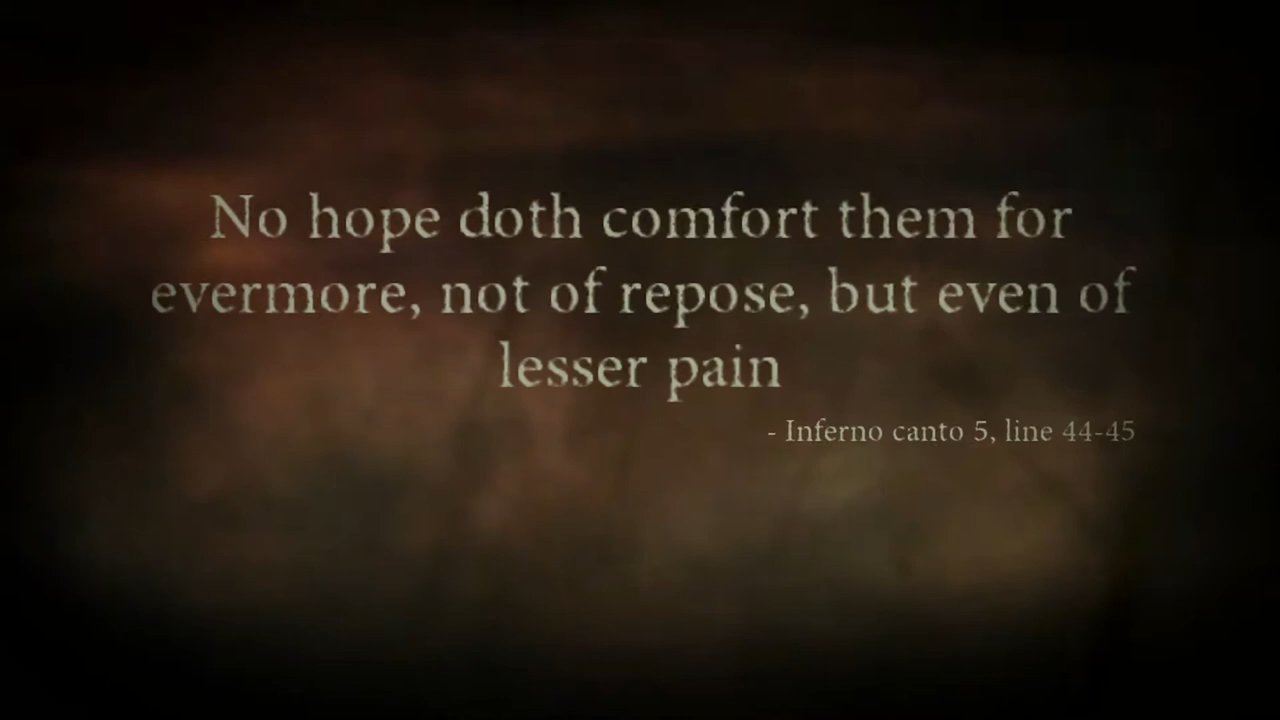 No hope doth comfort them for
evermore, not of repose, but even of
lesser pain
- Inferno canto 5, line 44-45